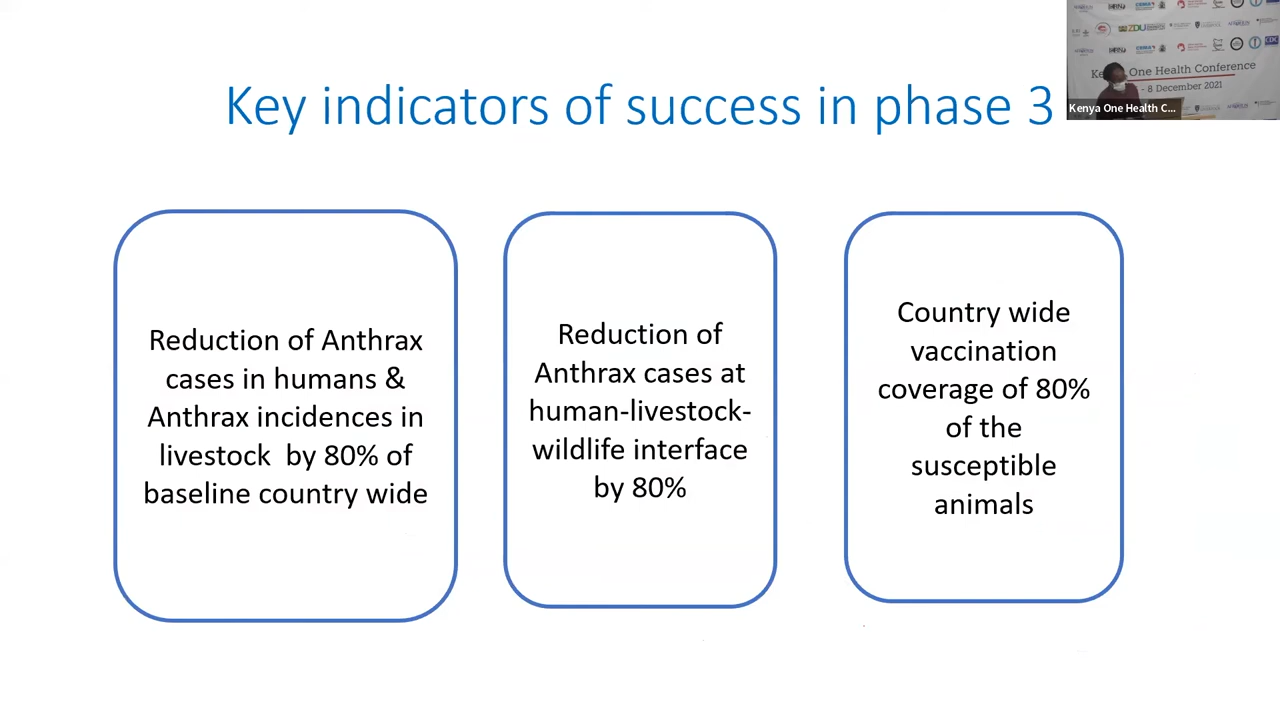 Key indicators of success in phase 3
Reduction of Anthrax
cases in humans &
Anthrax incidences in
livestock by 80% of
baseline country wide
Reduction of
Anthrax cases at
human-livestock-
wildlife interface
by 80%
Country wide
vaccination
coverage of 80%
of the
susceptible
animals
ZDU
One Health Conference
- 8 December 2021
Kenya One Health C...